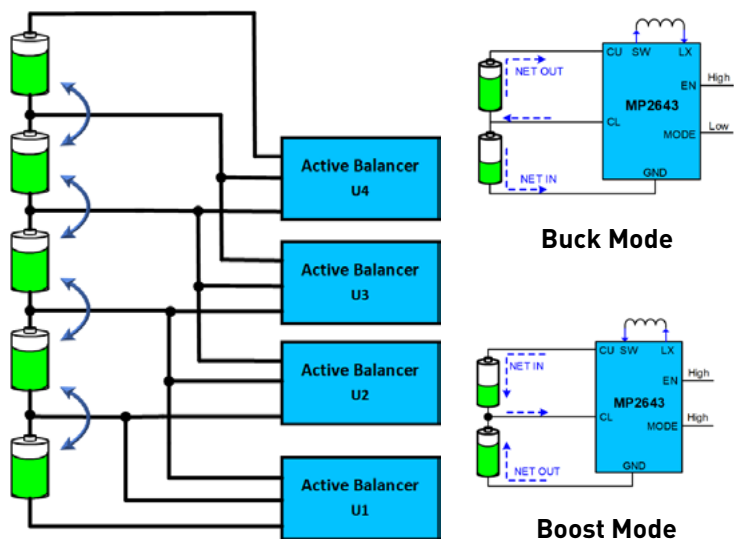 Active Balancer
U4
Active Balancer
U3
Active Balancer
U2
Active Balancer
U1
CU SW LX
NET OUT
EN High
MP2643
CL
MODE Low
NET IN
GND
Buck Mode
CU SW LX
NET IN
EN High
MP2643
CL
MODE High
NET OUT
GND
Boost Mode